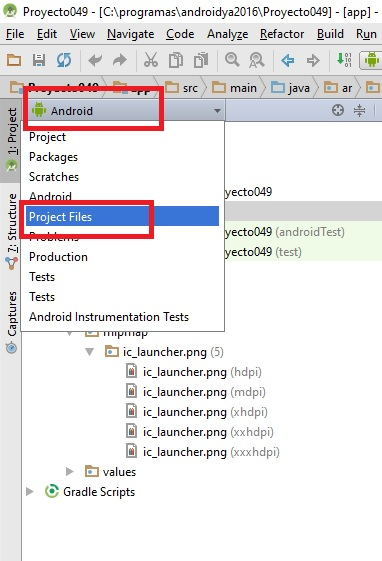 Proyecto049 - [C:\programas\androidya2016\Proyecto049] - [app] -
File Edit View Navigate Code Analyze Refactor Build Run
Proyecto049 app src main java ar
1: Project
Android
Project
Packages
Scratches
Android
Project Files
Problems
Production
Tests
Tests
Android Instrumentation Tests
yecto049
yecto049 (androidTest)
yecto049 (test)
7: Structure
Captures
mipmap
ic_launcher.png (5)
ic_launcher.png (hdpi)
ic_launcher.png (mdpi)
ic_launcher.png (xhdpi)
ic_launcher.png (xxhdpi)
ic_launcher.png (xxxhdpi)
values
Gradle Scripts